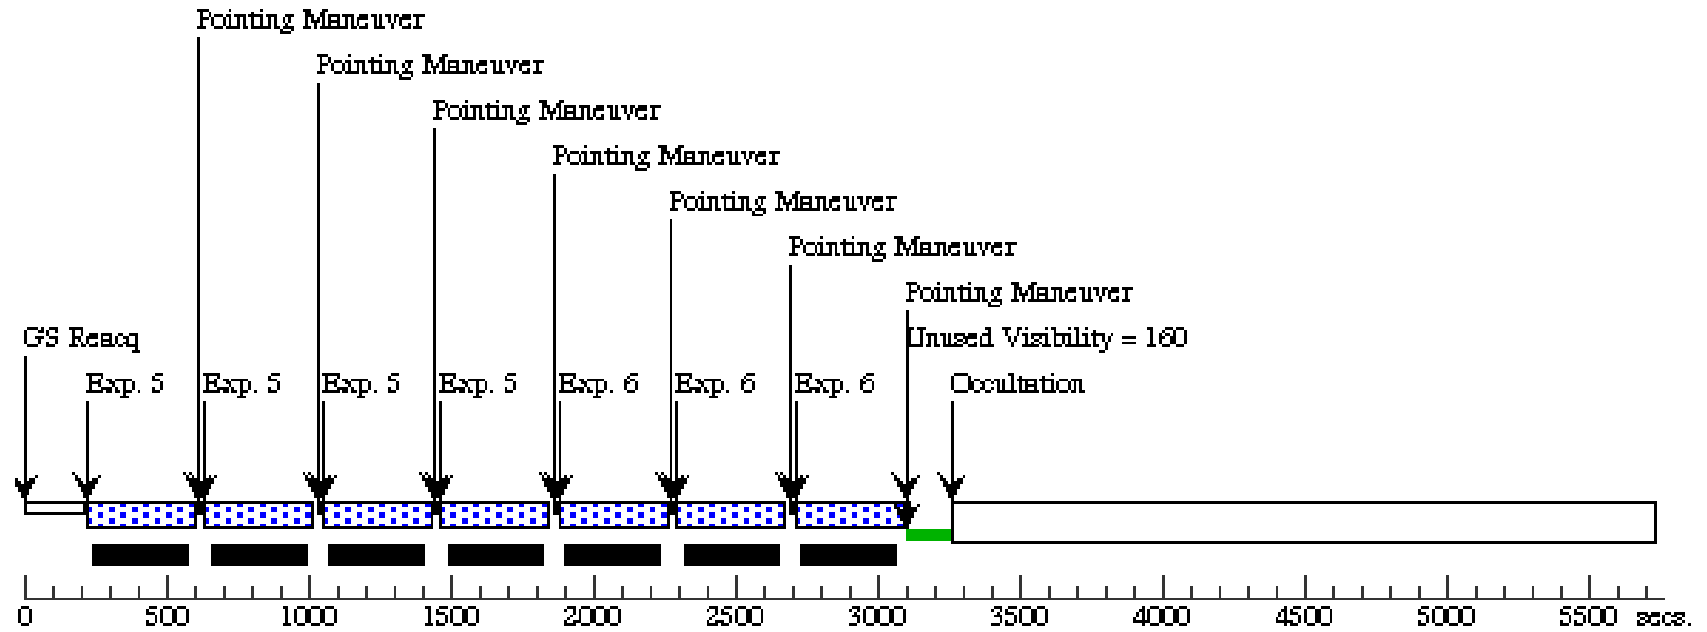 Pointing Maneuver
Pointing Maneuver
Pointing Maneuver
Pointing Maneuver
Pointing Maneuver
Pointing Maneuver
Pointing Maneuver
GS Reacq
Unused Visibility = 160
Exp. 5
Exp. 5
Exp. 5
Exp. 5
Exp. 6
Exp. 6
Exp. 6
Occultation
0 500 1000 1500 2000 2500 3000 3500 4000 4500 5000 5500 secs.